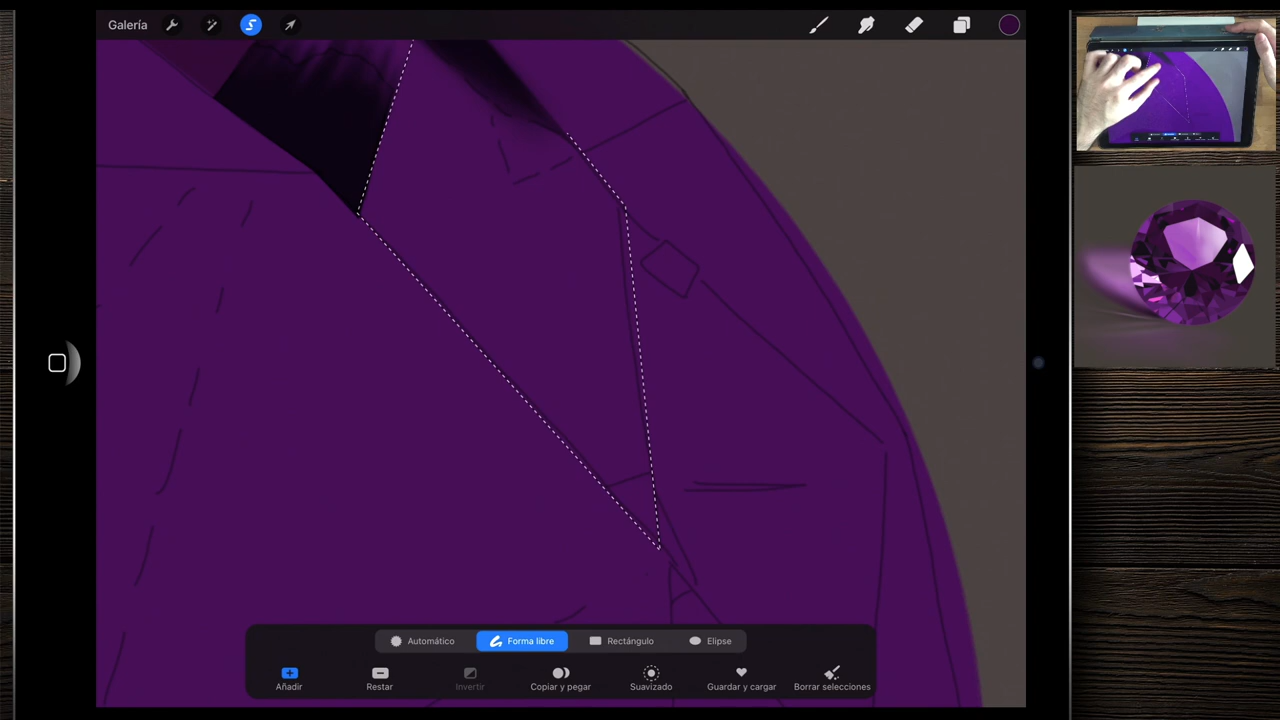 Galería
Automático
Forma libre
Rectángulo
Elipse
Añadir
Restar
Invertir
Copiar y pegar
Suavizado
Guardar y cargar
Borrar selecciones